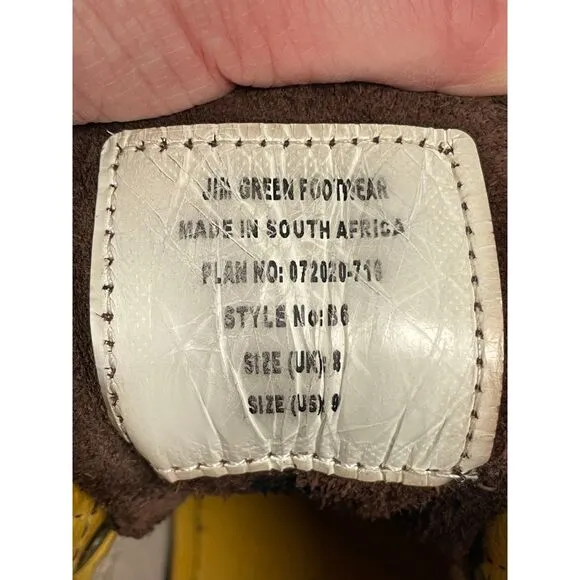 JIM GREEN FOOTWEAR
MADE IN SOUTH AFRICA
PLAN NO: 072020-710
STYLE No: B6
SIZE (UK): 8
SIZE (US) 9